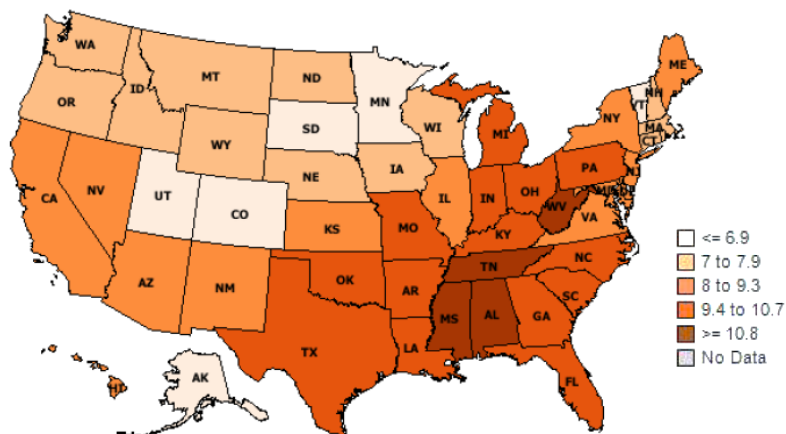 WA
MT
ND
MN
ME
OR
ID
SD
WI
MI
NY
VT
NH
MA
CT
WY
IA
NE
PA
NJ
NV
UT
CO
IL
IN
OH
WV
VA
CA
KS
MO
KY
NC
TN
AZ
NM
OK
AR
SC
MS
AL
GA
TX
LA
FL
HI
AK
<= 6.9
7 to 7.9
8 to 9.3
9.4 to 10.7
>= 10.8
No Data